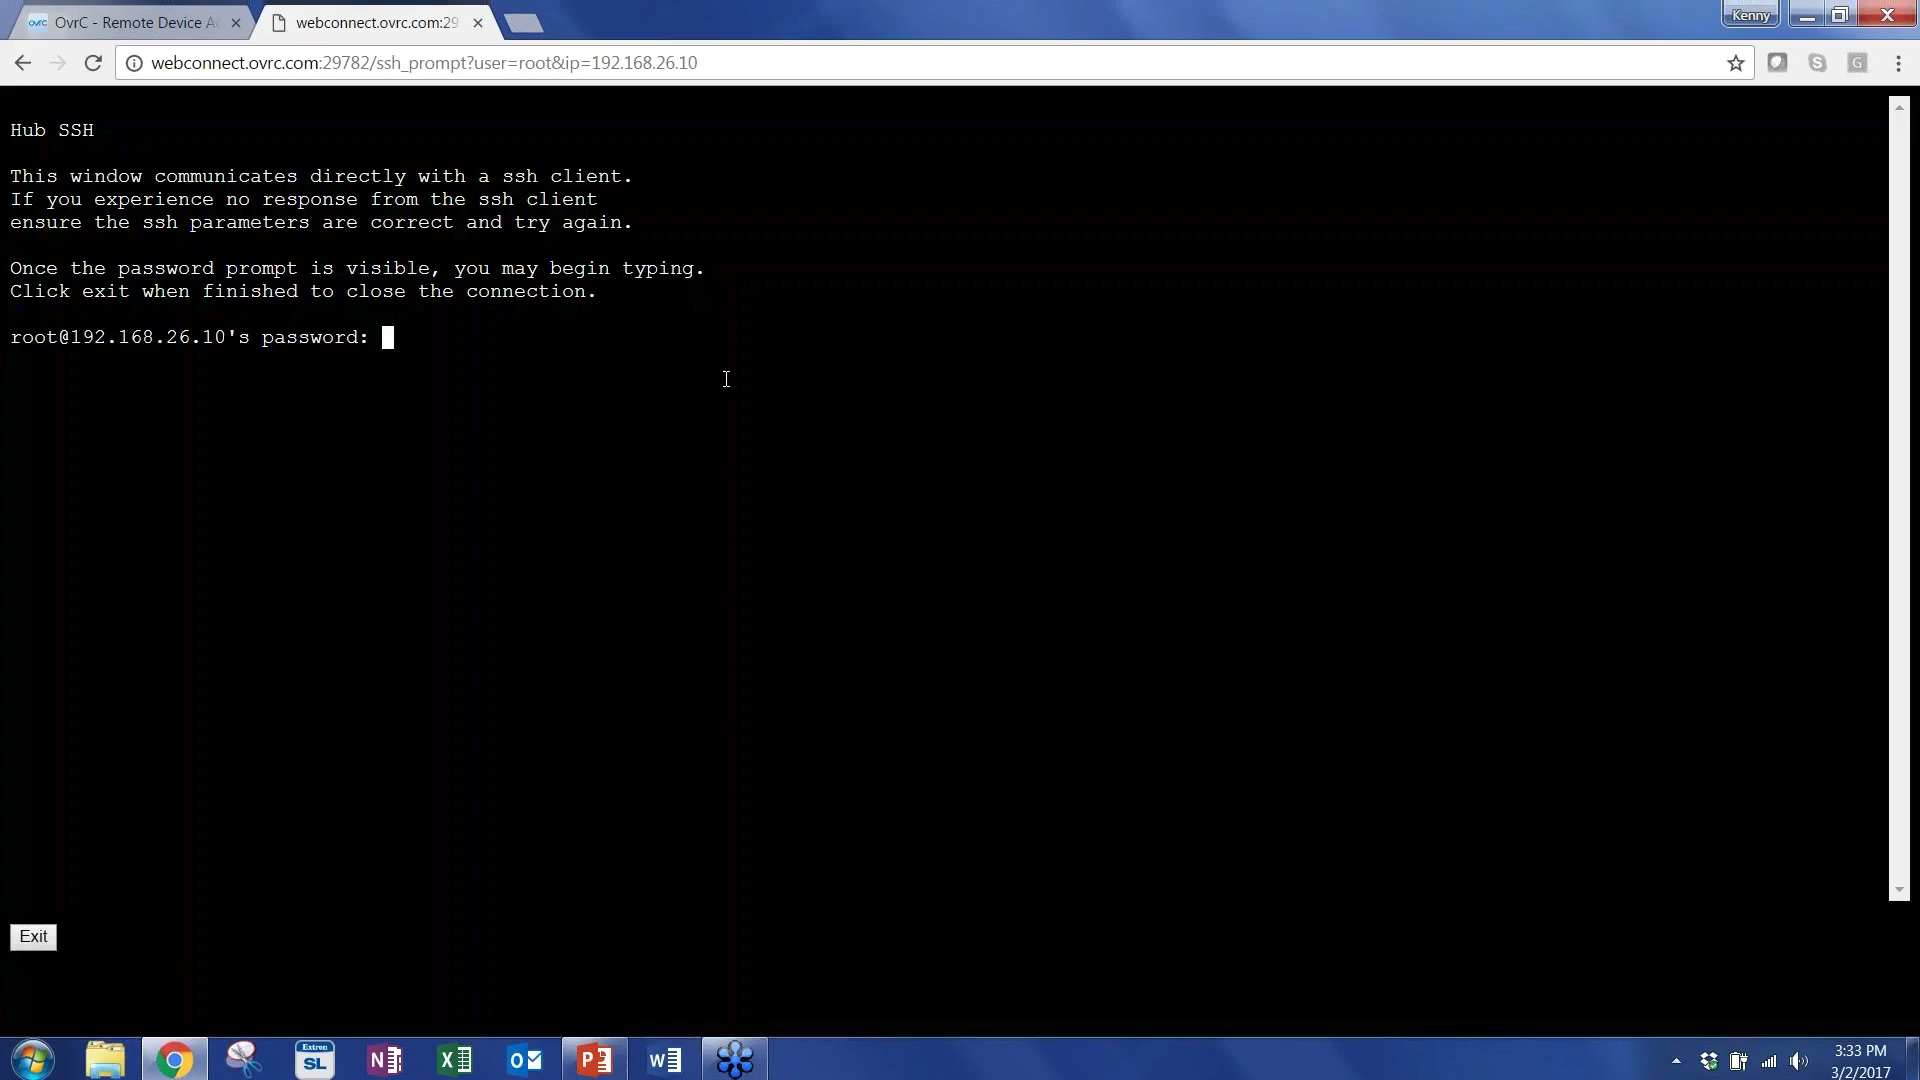 OvrC - Remote Device Ac
webconnect.ovrc.com:29
Kenny
webconnect.ovrc.com:29782/ssh_prompt?user=root&ip=192.168.26.10
Hub SSH
This window communicates directly with a ssh client.
If you experience no response from the ssh client
ensure the ssh parameters are correct and try again.
Once the password prompt is visible, you may begin typing.
Click exit when finished to close the connection.
root@192.168.26.10's password:
Exit
Extron
SL
3:33 PM
3/2/2017